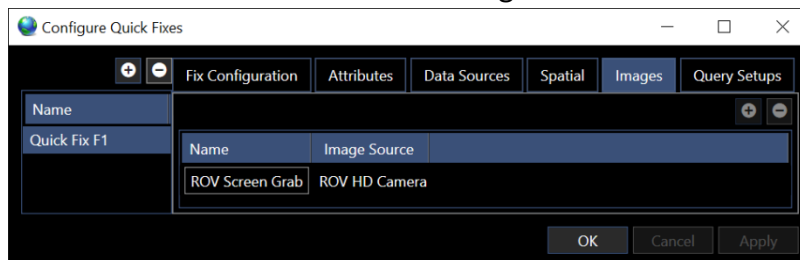 Configure Quick Fixes
Fix Configuration Attributes Data Sources Spatial Images Query Setups
Name
Quick Fix F1
Name Image Source
ROV Screen Grab ROV HD Camera
OK Cancel Apply